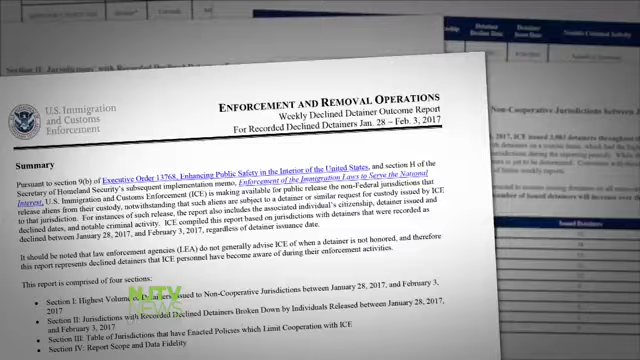 U.S. Immigration
and Customs
Enforcement
ENFORCEMENT AND REMOVAL OPERATIONS
Weekly Declined Detainer Outcome Report
For Recorded Declined Detainers Jan. 28 – Feb. 3, 2017
Summary
Pursuant to section 9(b) of Executive Order 13768, Enhancing Public Safety in the Interior of the United States, and section H of the
Secretary of Homeland Security's subsequent implementation memo, Enforcement of the Immigration Laws to Serve the National
Interest, U.S. Immigration and Customs Enforcement (ICE) is making available for public release the non-Federal jurisdictions that
release aliens from their custody, notwithstanding that such aliens are subject to a detainer or similar request for custody issued by ICE
to that jurisdiction. For instances of such release, the report also includes the associated individual's citizenship, detainer issued and
declined dates, and notable criminal activity. ICE compiled this report based on jurisdictions with detainers that were recorded as
declined between January 28, 2017, and February 3, 2017, regardless of detainer issuance date.
It should be noted that law enforcement agencies (LEA) do not generally advise ICE of when a detainer is not honored, and therefore
this report represents declined detainers that ICE personnel have become aware of during their enforcement activities.
This report is comprised of four sections:
• Section I: Highest Volume of Detainers Issued to Non-Cooperative Jurisdictions between January 28, 2017, and February 3,
2017
• Section II: Jurisdictions with Recorded Declined Detainers Broken Down by Individuals Released between January 28, 2017,
and February 3, 2017
• Section III: Table of Jurisdictions that have Enacted Policies which Limit Cooperation with ICE
• Section IV: Report Scope and Data Fidelity
NJTV
NEWS
Section II: Jurisdictions with Recorded Declined Detainers
Detainer
Declined Date
Detainer
Issued Date
Notable Criminal Activity
Non-Cooperative Jurisdictions between J
2017, ICE issued 3,083 detainers throughout
Issued Detainers